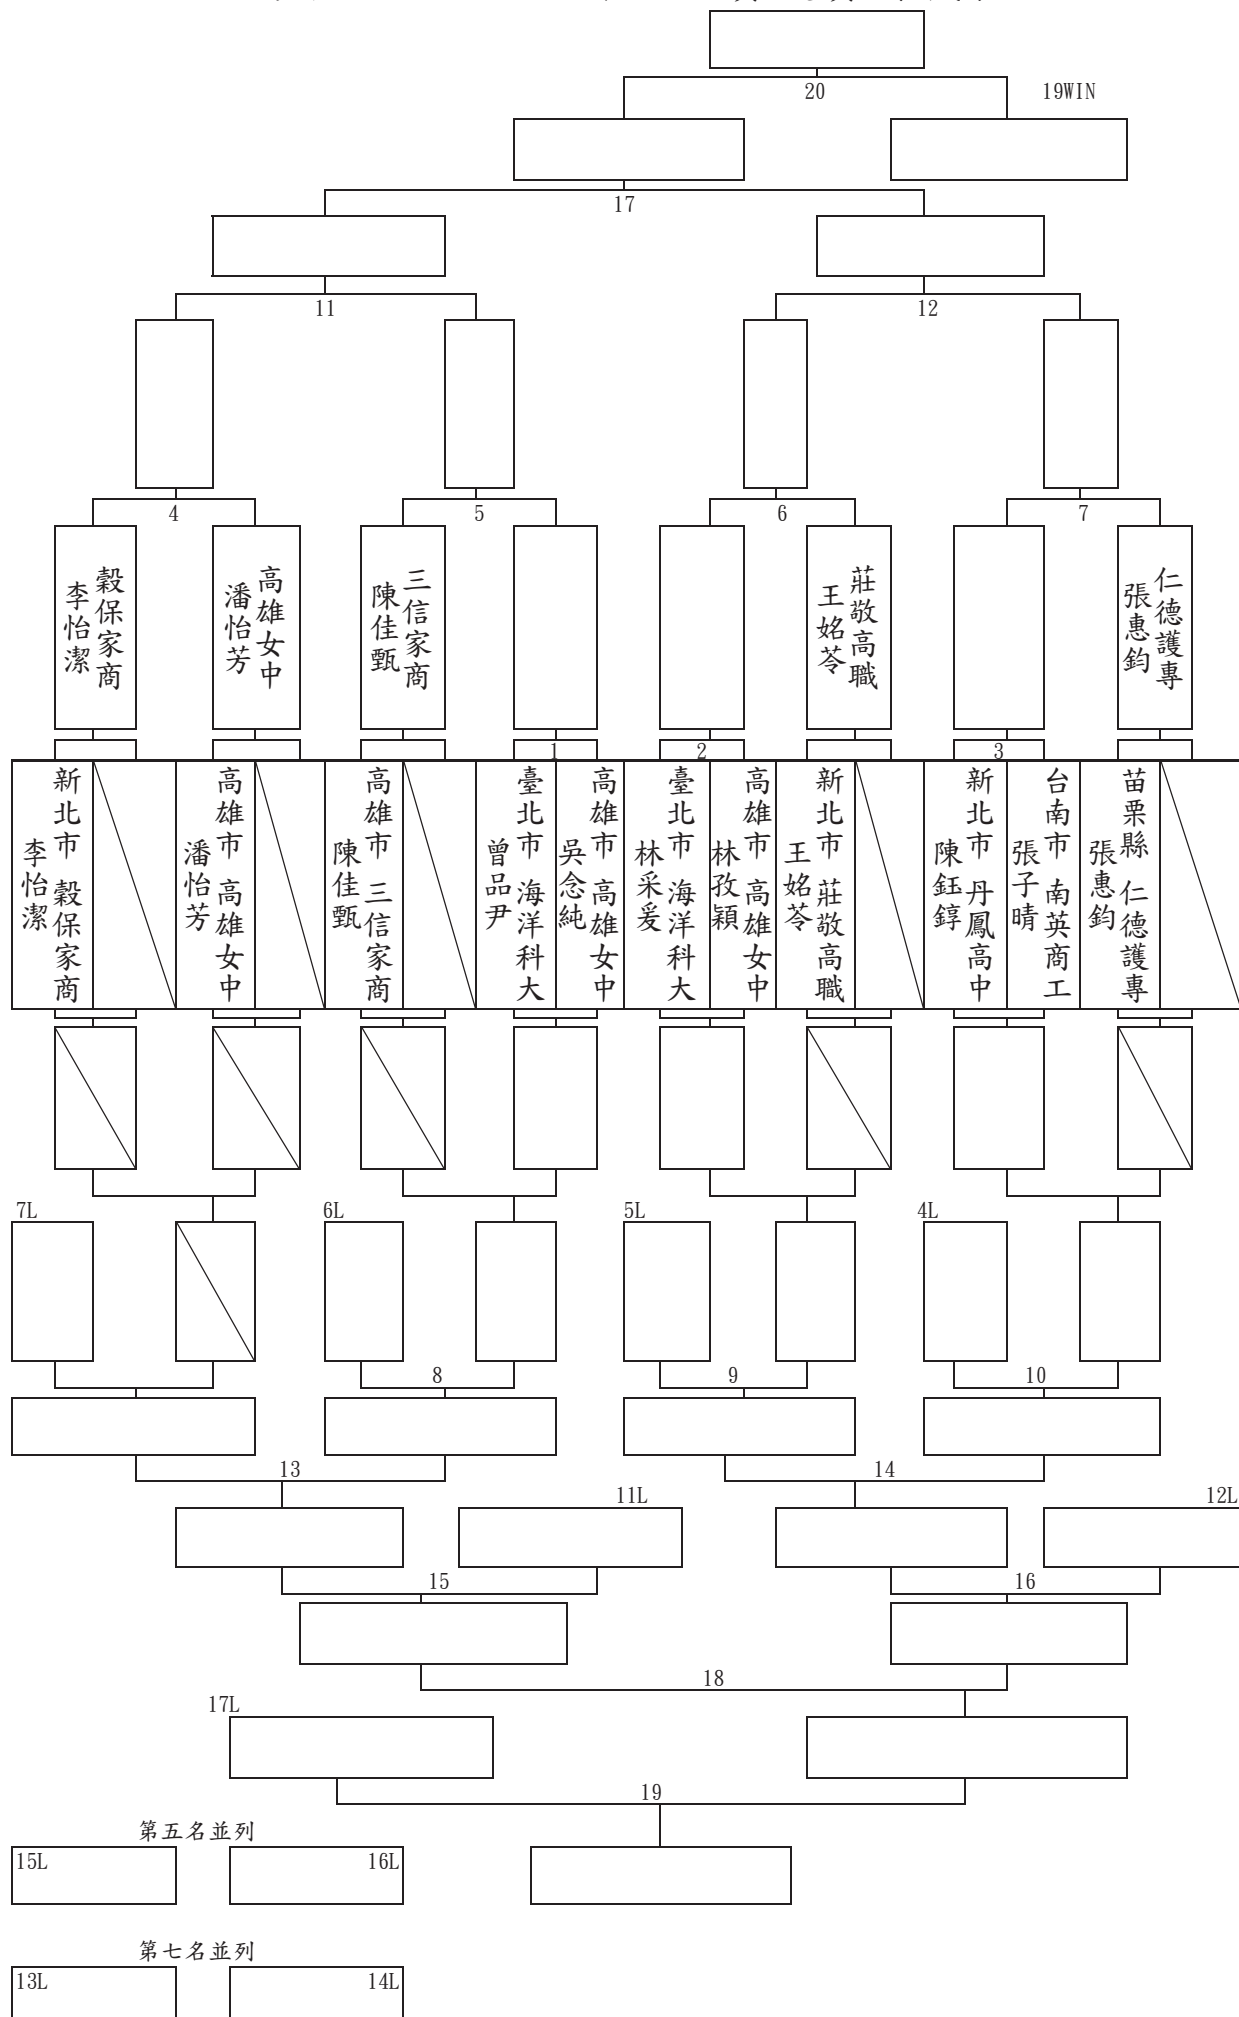 20
19WIN
17
11
12
4
5
6
7
穀保家商
李怡潔
高雄女中
潘怡芳
三信家商
陳佳甄
莊敬高職
王姳苓
仁德護專
張惠鈞
1
2
3
新北市 穀保家商
李怡潔
高雄市 高雄女中
潘怡芳
高雄市 三信家商
陳佳甄
臺北市 海洋科大
曾品尹
高雄市 高雄女中
吳念純
臺北市 海洋科大
林采爰
高雄市 高雄女中
林孜穎
新北市 莊敬高職
王姳苓
新北市 丹鳳高中
陳鈺錞
台南市 南英商工
張子晴
苗栗縣 仁德護專
張惠鈞
7L
6L
5L
4L
8
9
10
13
14
11L
12L
15
16
18
17L
19
第五名並列
15L
16L
第七名並列
13L
14L